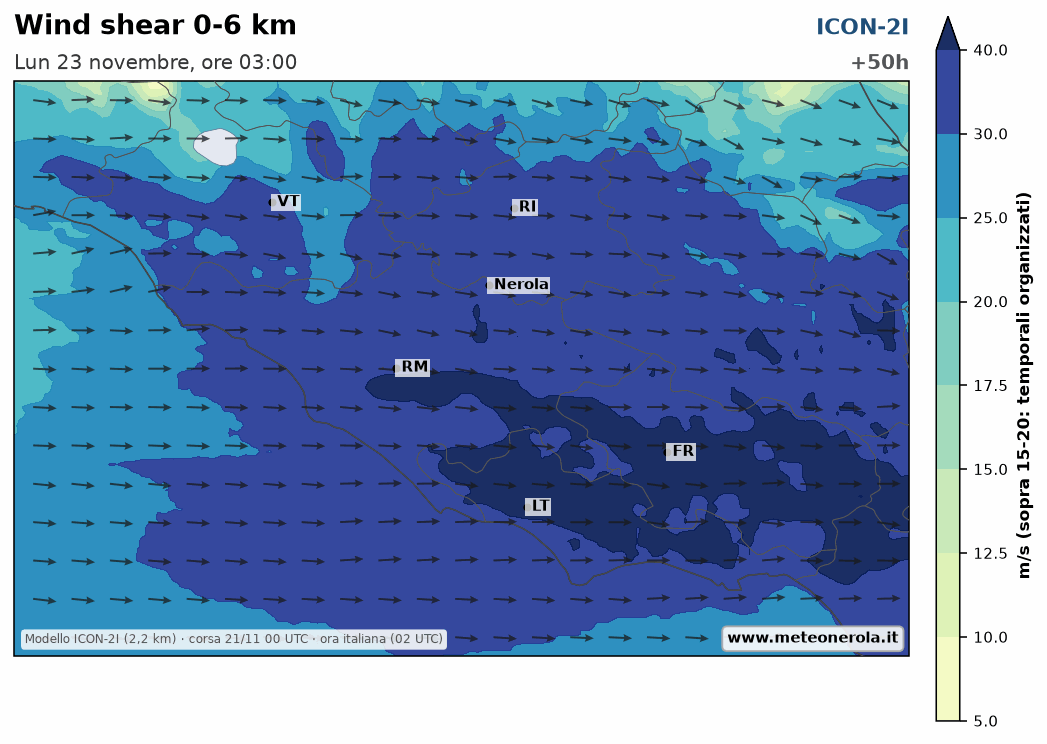 Wind shear 0-6 km
ICON-2I
Lun 23 novembre, ore 03:00
+50h
40.0
30.0
25.0
20.0
17.5
15.0
12.5
10.0
5.0
m/s (sopra 15-20: temporali organizzati)
VT
RI
Nerola
RM
FR
LT
Modello ICON-2I (2,2 km) · corsa 21/11 00 UTC · ora italiana (02 UTC)
www.meteonerola.it